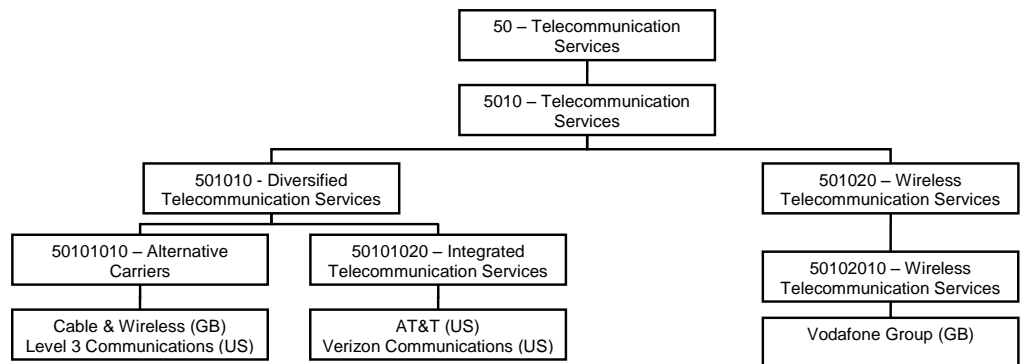 50 – Telecommunication
Services
5010 – Telecommunication
Services
501010 - Diversified
Telecommunication Services
501020 – Wireless
Telecommunication Services
50101010 – Alternative
Carriers
50101020 – Integrated
Telecommunication Services
50102010 – Wireless
Telecommunication Services
Cable & Wireless (GB)
Level 3 Communications (US)
AT&T (US)
Verizon Communications (US)
Vodafone Group (GB)